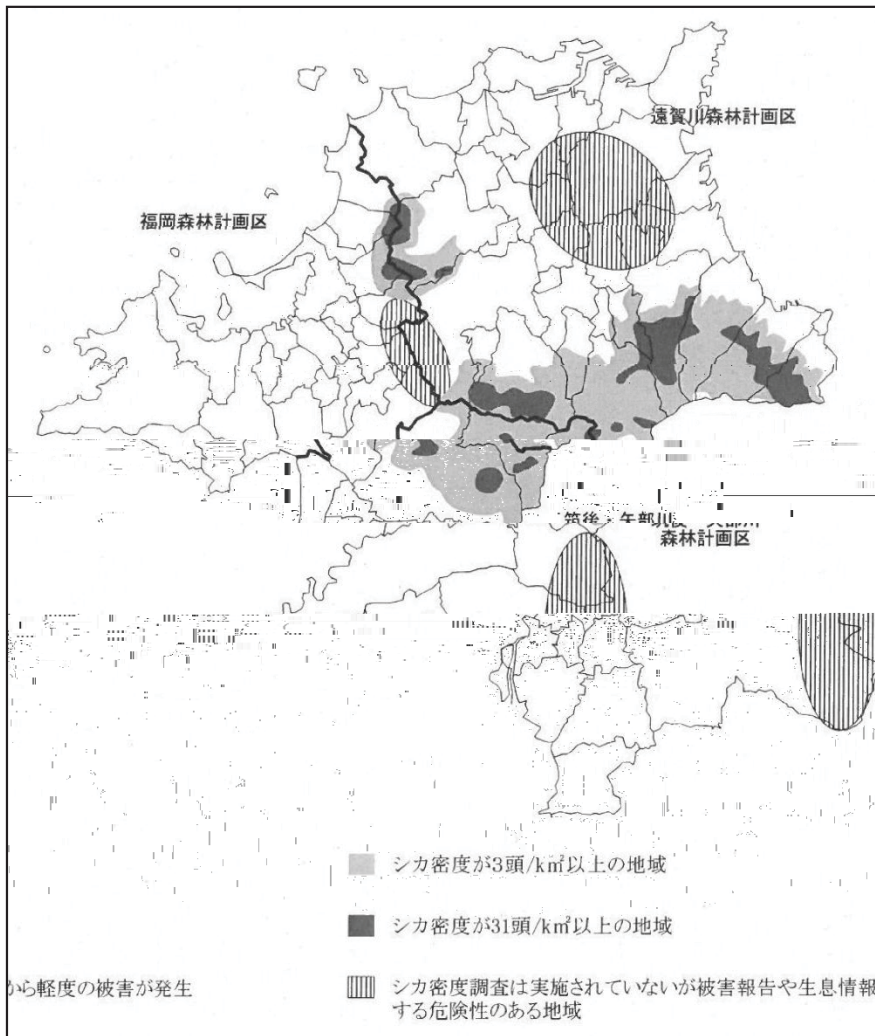 遠賀川森林計画区
福岡森林計画区
筑後・矢部川
森林計画区
シカ密度が3頭/km²以上の地域
シカ密度が31頭/km²以上の地域
から軽度の被害が発生
シカ密度調査は実施されていないが被害報告や生息情報
する危険性のある地域